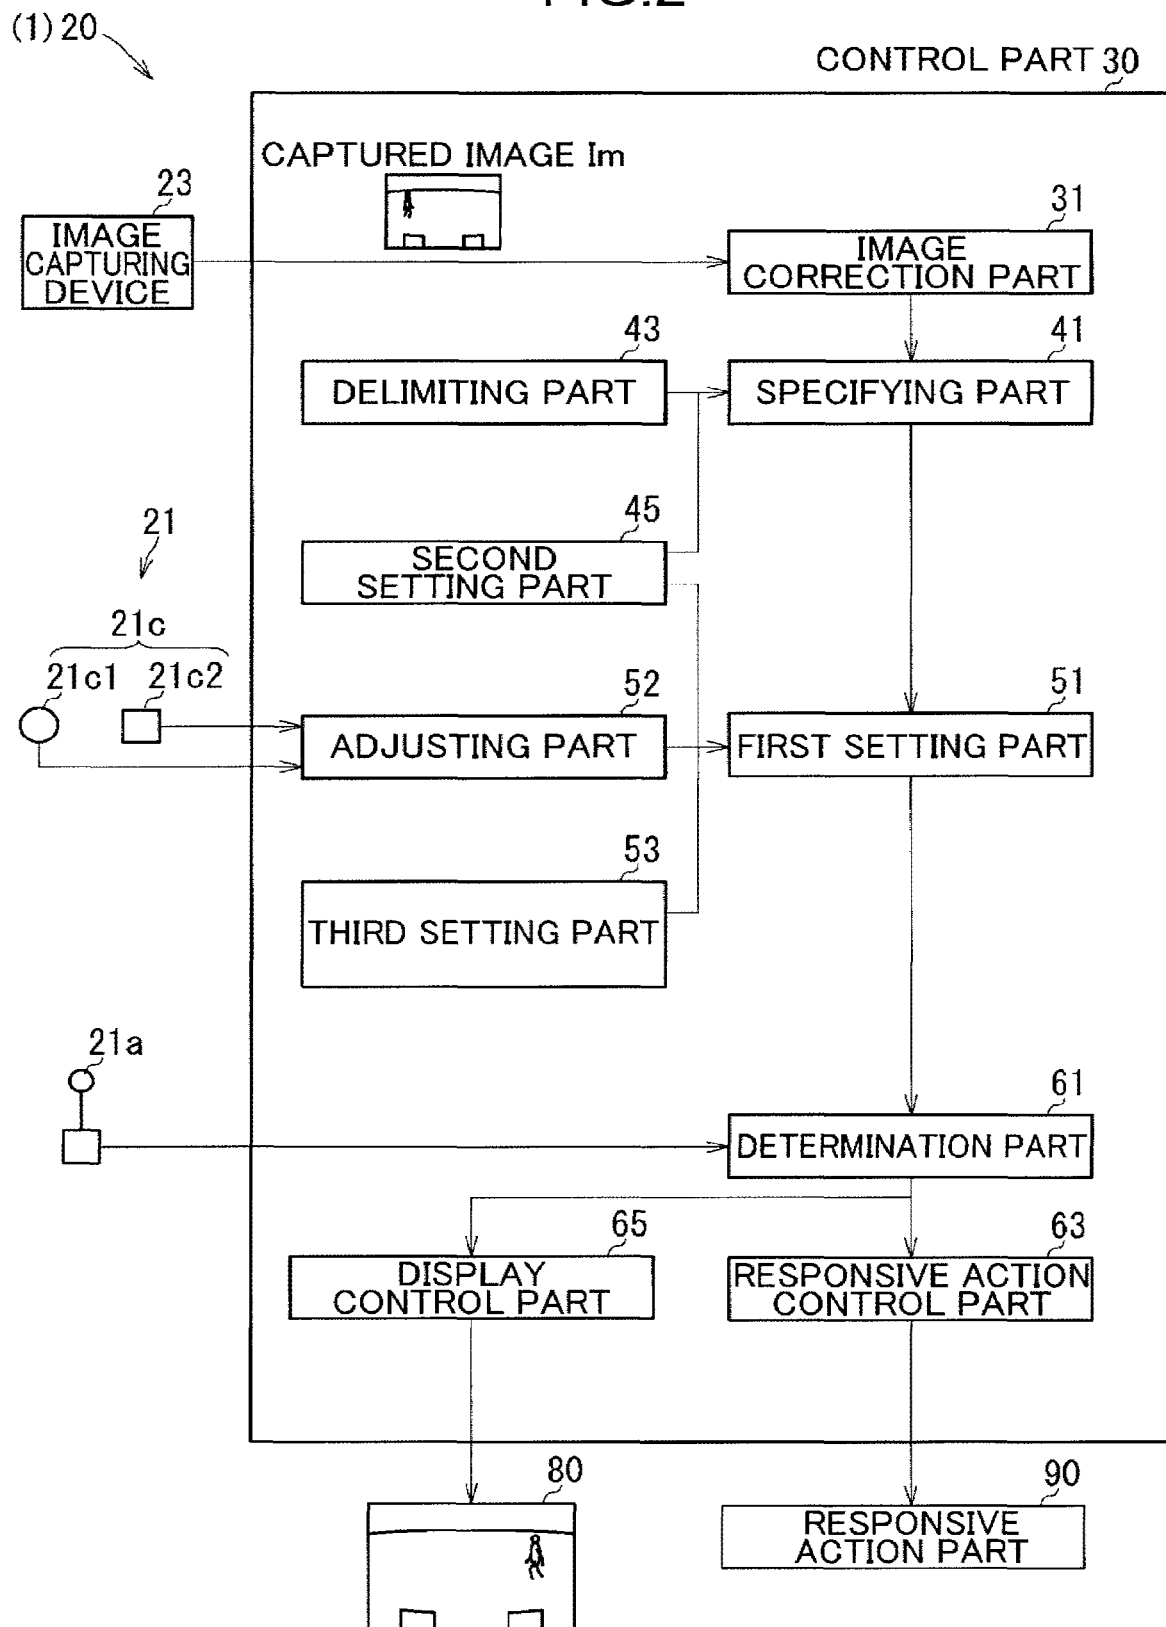 FIG.2
(1) 20
CONTROL PART 30
CAPTURED IMAGE Im
23
IMAGE
CAPTURING
DEVICE
31
IMAGE
CORRECTION PART
43
DELIMITING PART
41
SPECIFYING PART
45
SECOND
SETTING PART
21
21c
21c1
21c2
52
ADJUSTING PART
51
FIRST SETTING PART
53
THIRD SETTING PART
21a
61
DETERMINATION PART
65
DISPLAY
CONTROL PART
63
RESPONSIVE ACTION
CONTROL PART
80
90
RESPONSIVE
ACTION PART